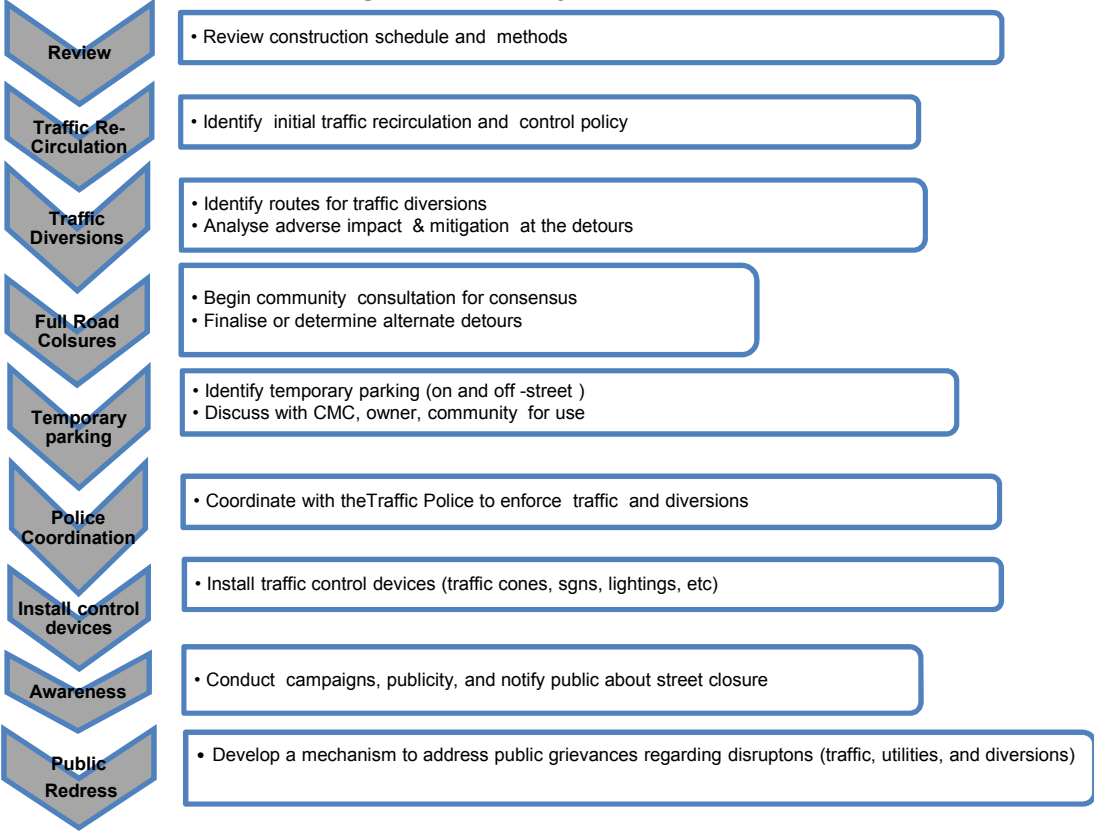 Review
• Review construction schedule and methods
Traffic Re-
Circulation
• Identify initial traffic recirculation and control policy
Traffic
Diversions
• Identify routes for traffic diversions
• Analyse adverse impact & mitigation at the detours
Full Road
Colsures
• Begin community consultation for consensus
• Finalise or determine alternate detours
Temporary
parking
• Identify temporary parking (on and off -street )
• Discuss with CMC, owner, community for use
Police
Coordination
• Coordinate with theTraffic Police to enforce traffic and diversions
Install control
devices
• Install traffic control devices (traffic cones, sgns, lightings, etc)
Awareness
• Conduct campaigns, publicity, and notify public about street closure
Public
Redress
• Develop a mechanism to address public grievances regarding disruptons (traffic, utilities, and diversions)